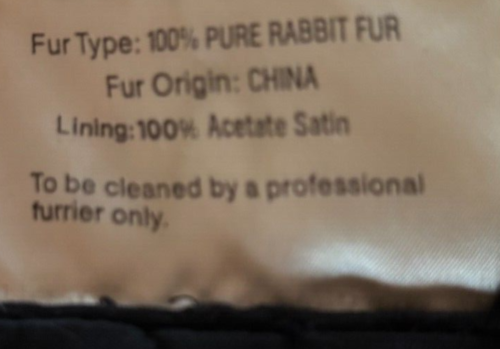 Fur Type: 100% PURE RABBIT FUR
Fur Origin: CHINA
Lining:100% Acetate Satin
To be cleaned by a professional
furrier only.